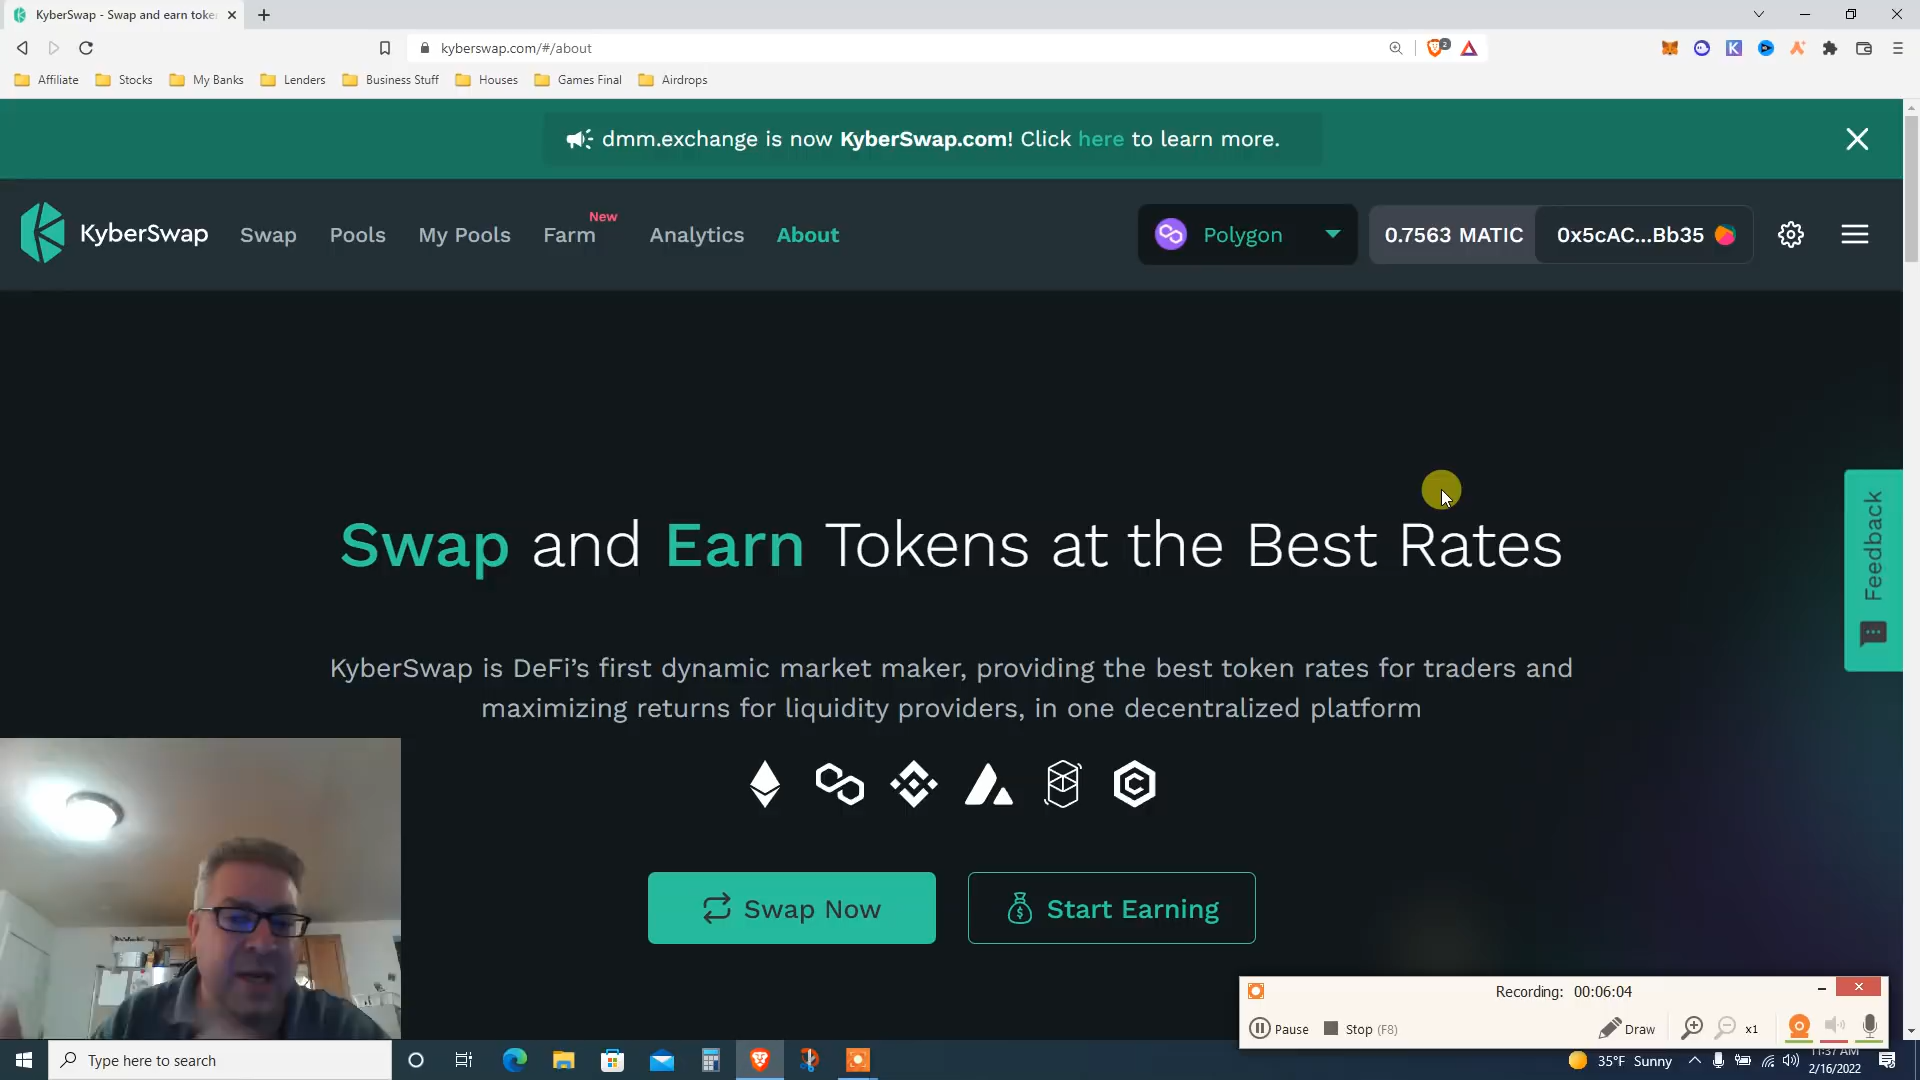 KyberSwap - Swap and earn toke
kyberswap.com/#/about
2
Affiliate
Stocks
My Banks
Lenders
Business Stuff
Houses
Games Final
Airdrops
dmm.exchange is now KyberSwap.com! Click here to learn more.
KyberSwap
Swap
Pools
My Pools
Farm
New
Analytics
About
Polygon
0.7563 MATIC
0x5cAC...Bb35
Swap and Earn Tokens at the Best Rates
KyberSwap is DeFi’s first dynamic market maker, providing the best token rates for traders and
maximizing returns for liquidity providers, in one decentralized platform
Swap Now
Start Earning
Feedback
Recording: 00:06:04
Pause
Stop (F8)
Draw
x1
Type here to search
35°F Sunny
11:37 AM
2/16/2022